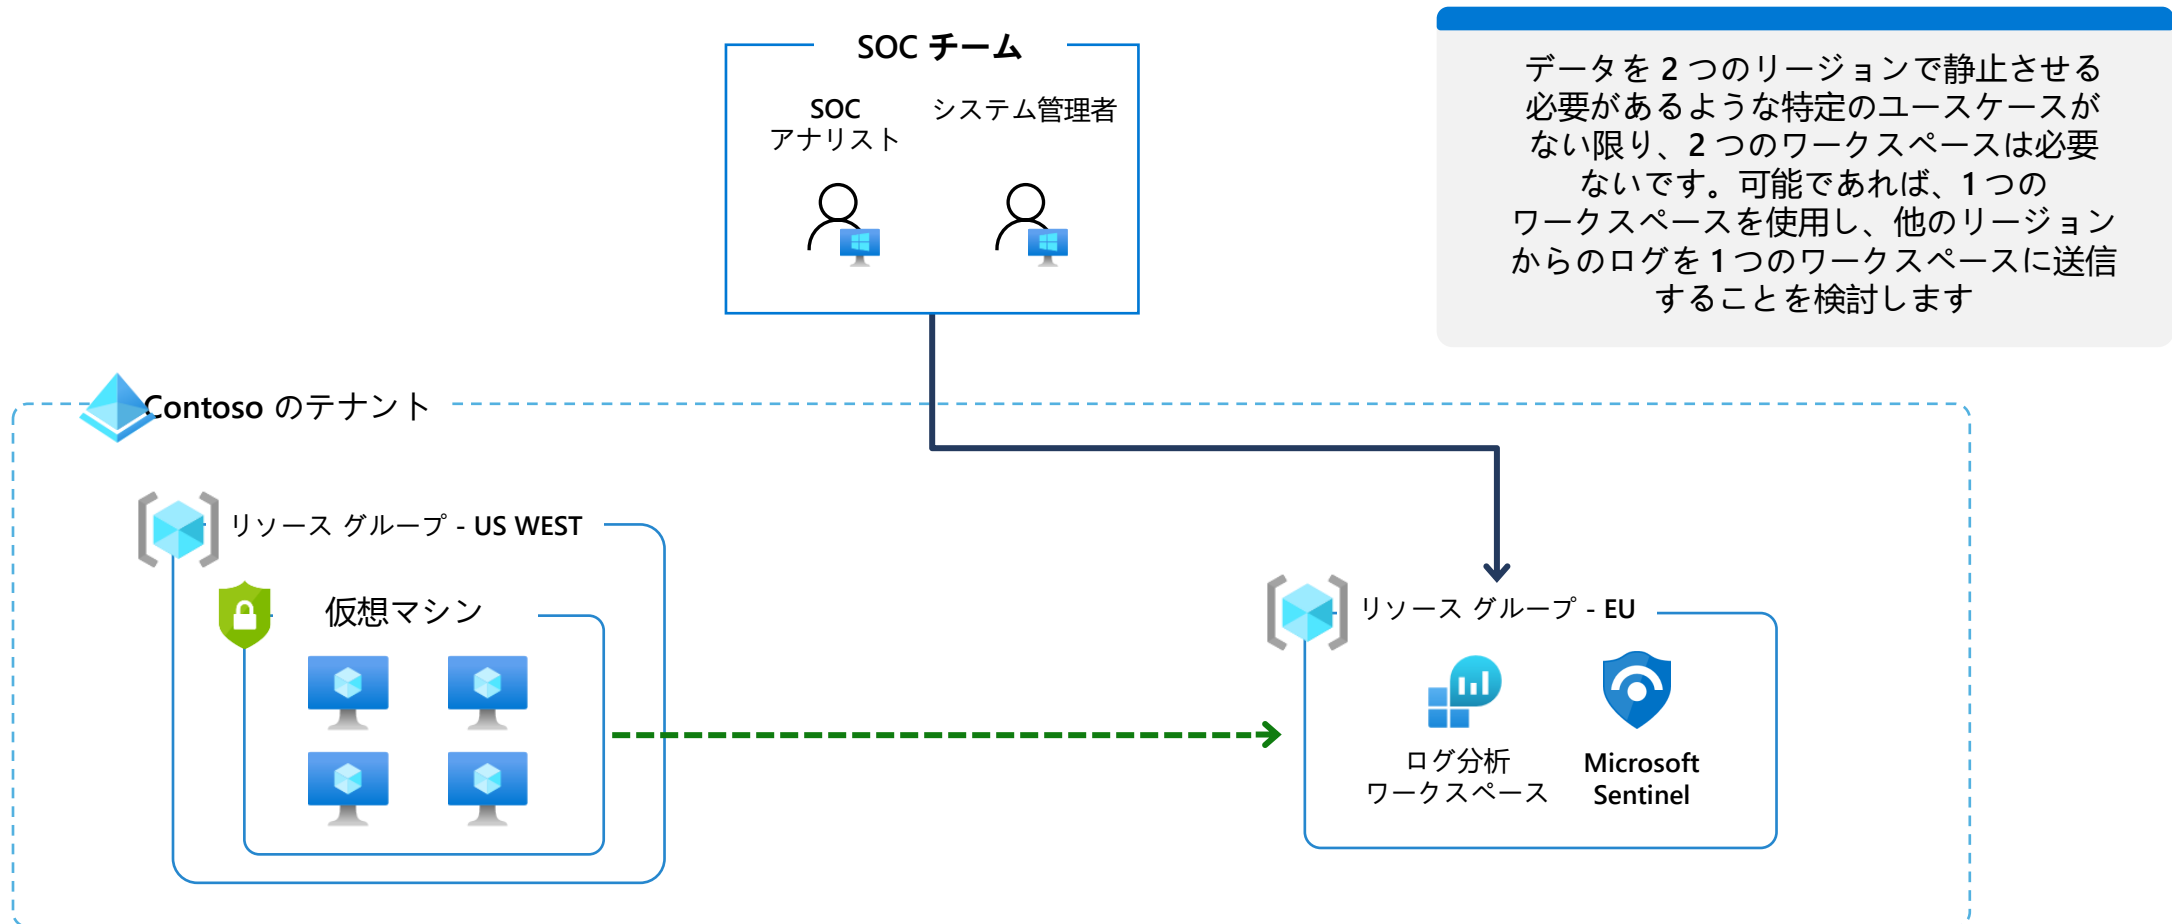 SOC チーム
SOC
アナリスト
システム管理者
データを 2 つのリージョンで静止させる
必要があるような特定のユースケースが
ない限り、2 つのワークスペースは必要
ないです。可能であれば、1 つの
ワークスペースを使用し、他のリージョン
からのログを 1 つのワークスペースに送信
することを検討します
Contoso のテナント
リソース グループ - US WEST
仮想マシン
リソース グループ - EU
ログ分析
ワークスペース
Microsoft
Sentinel